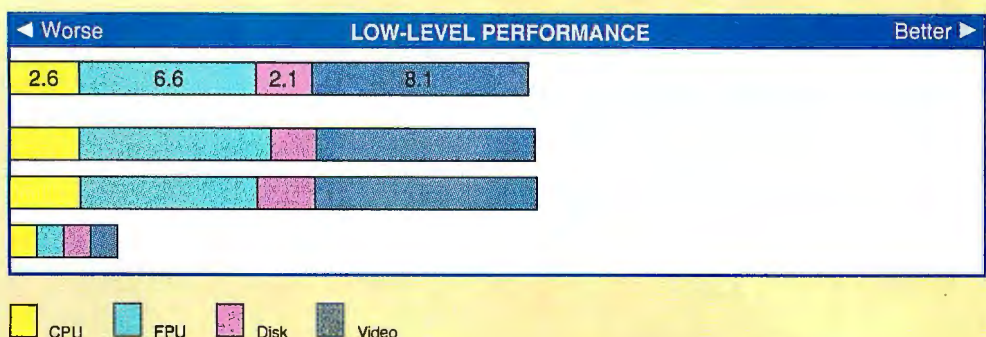 ◄ Worse LOW-LEVEL PERFORMANCE Better ►
2.6 6.6 2.1 8.1
CPU FPU Disk Video